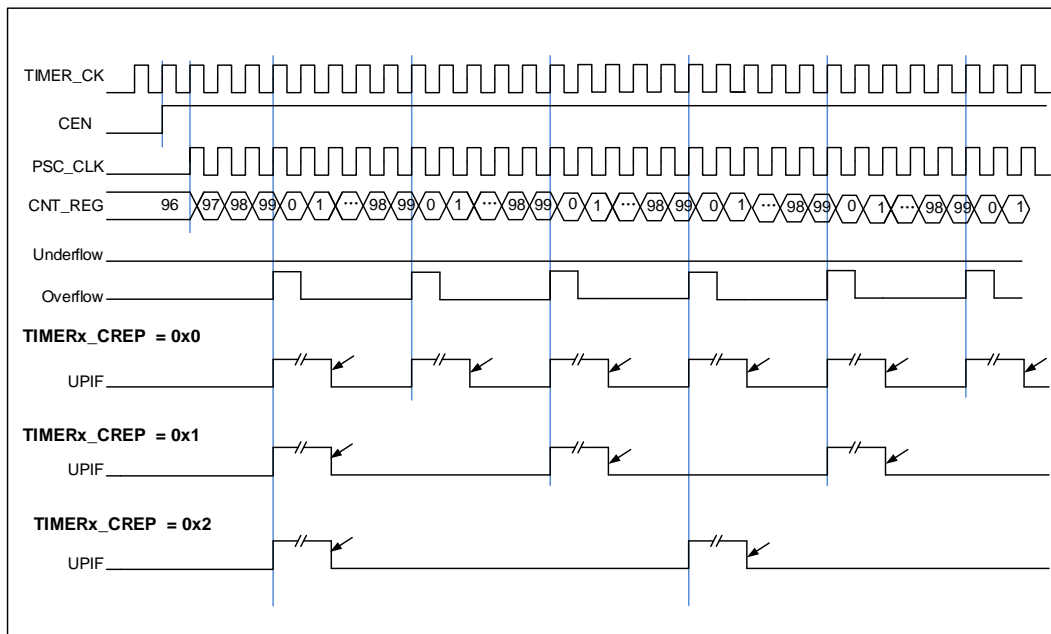 TIMER_CK
CEN
PSC_CLK
CNT_REG 96 97 98 99 0 1 ... 98 99 0 1 ... 98 99 0 1 ... 98 99 0 1 ... 98 99 0 1 ... 98 99 0 1
Underflow
Overflow
TIMERx_CREP = 0x0
UPIF
TIMERx_CREP = 0x1
UPIF
TIMERx_CREP = 0x2
UPIF